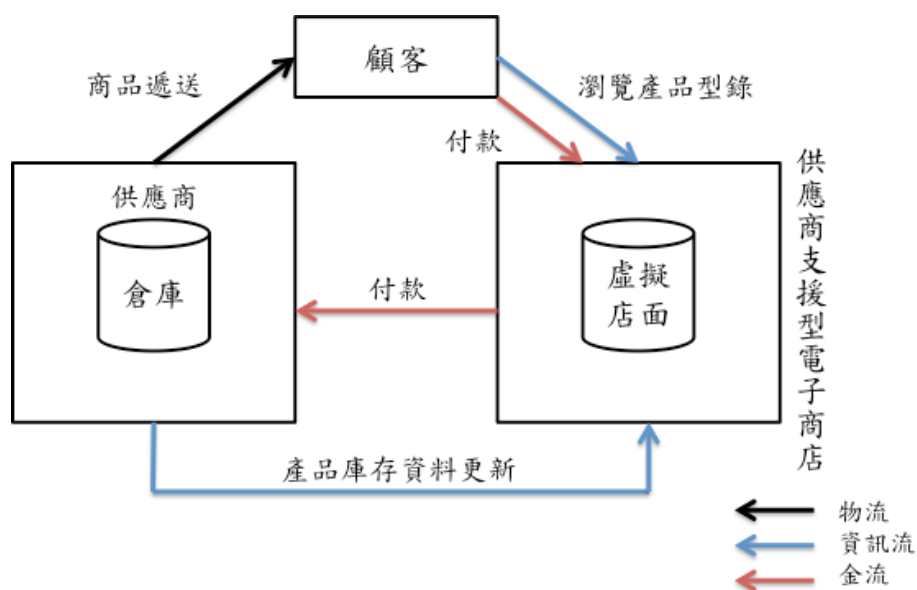 顧客
商品遞送
瀏覽產品型錄
付款
供應商
倉庫
付款
虛擬
店面
供應商支援型電子商店
產品庫存資料更新
物流
資訊流
金流